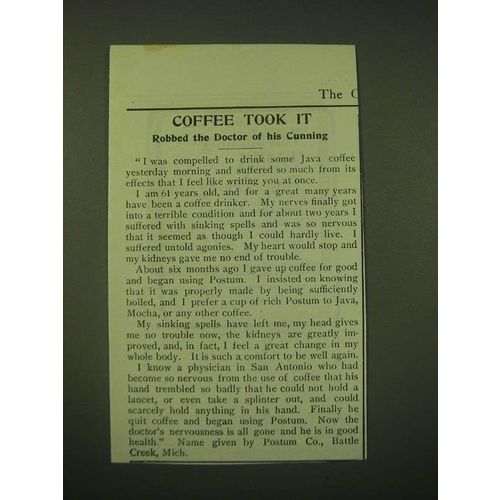 The
COFFEE TOOK IT
Robbed the Doctor of his Cunning
"I was compelled to drink some Java coffee
yesterday morning and suffered so much from its
effects that I feel like writing you at once.
I am 61 years old, and for a great many years
have been a coffee drinker. My nerves finally got
into a terrible condition and for about two years I
suffered with sinking spells and was so nervous
that it seemed as though I could hardly live. I
suffered untold agonies. My heart would stop and
my kidneys gave me no end of trouble.
About six months ago I gave up coffee for good
and began using Postum. I insisted on knowing
that it was properly made by being sufficiently
boiled, and I prefer a cup of rich Postum to Java,
Mocha, or any other coffee.
My sinking spells have left me, my head gives
me no trouble now, the kidneys are greatly im-
proved, and, in fact, I feel a great change in my
whole body. It is such a comfort to be well again.
I know a physician in San Antonio who had
become so nervous from the use of coffee that his
hand trembled so badly that he could not hold a
lancet, or even take a splinter out, and could
scarcely hold anything in his hand. Finally he
quit coffee and began using Postum. Now the
doctor's nervousness is all gone and he is in good
health." Name given by Postum Co., Battle
Creek, Mich.